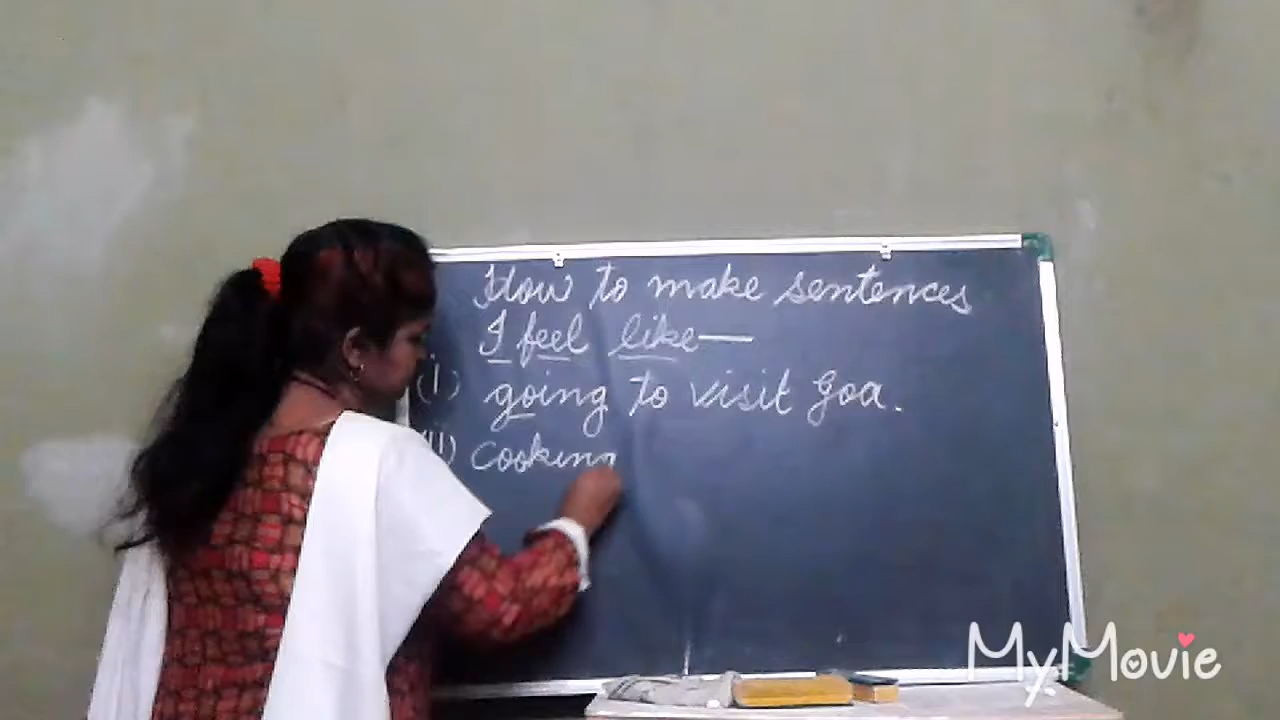 How to make sentences
I feel like—
(I) going to visit Goa.
(II) cooking
MyMovie